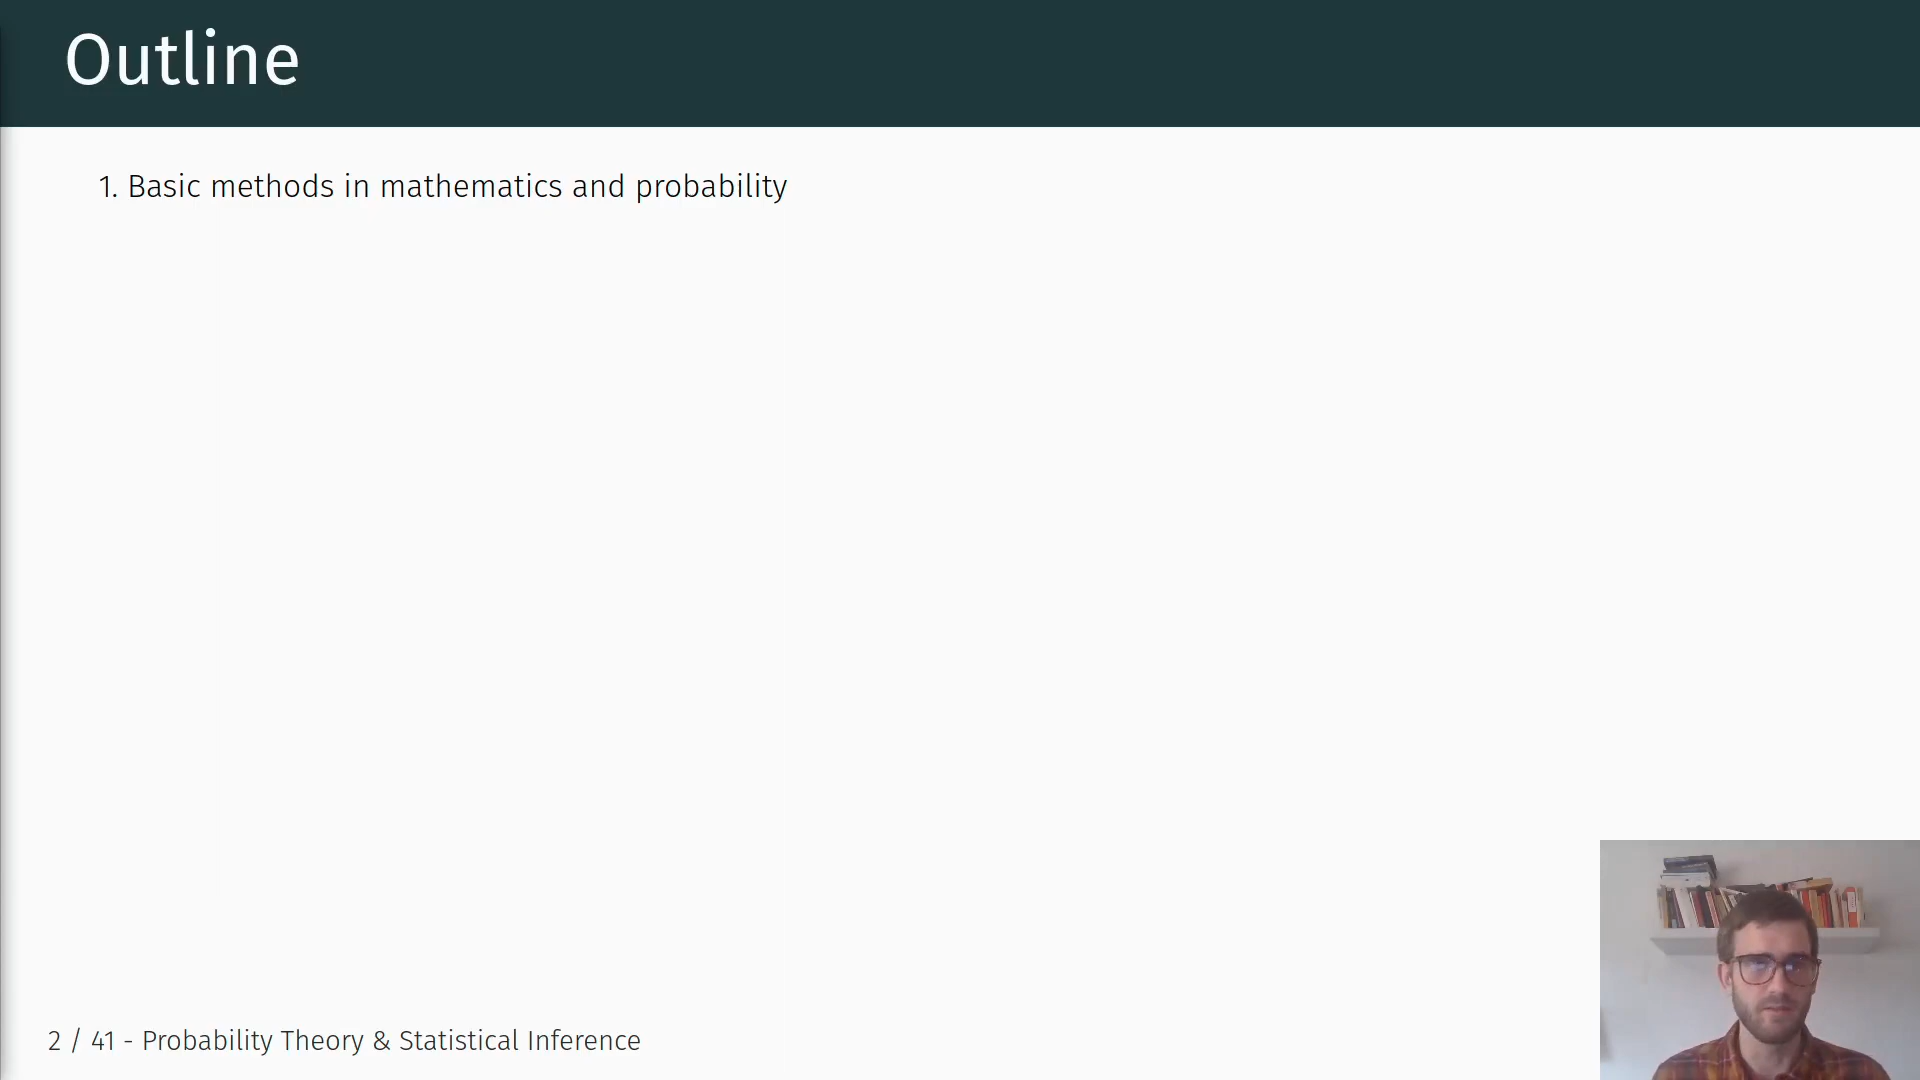 Outline
1. Basic methods in mathematics and probability
2 / 41 - Probability Theory & Statistical Inference